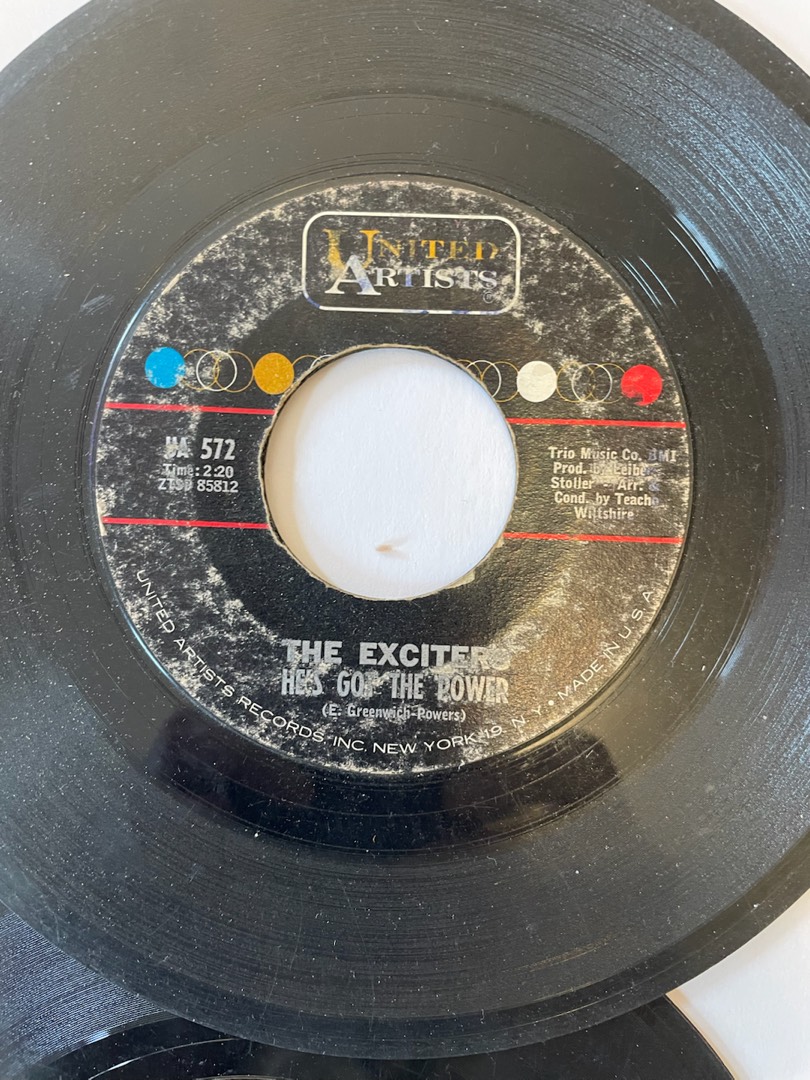 UNITED
ARTISTS
UA 572
Time: 2:20
ZTSP 85812
Trio Music Co. BMI
Prod. by Leiber-
Stoller - Arr. &
Cond. by Teacho
Wiltshire
THE EXCITERS
HE'S GOT THE POWER
(E. Greenwich-Powers)
UNITED ARTISTS RECORDS, INC. NEW YORK 19, N.Y. • MADE IN U.S.A.